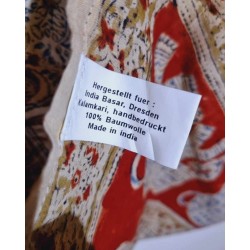 Hergestellt fuer :
India Basar, Dresden
Kalamkari, handbedruckt
100% Baumwolle
Made in india